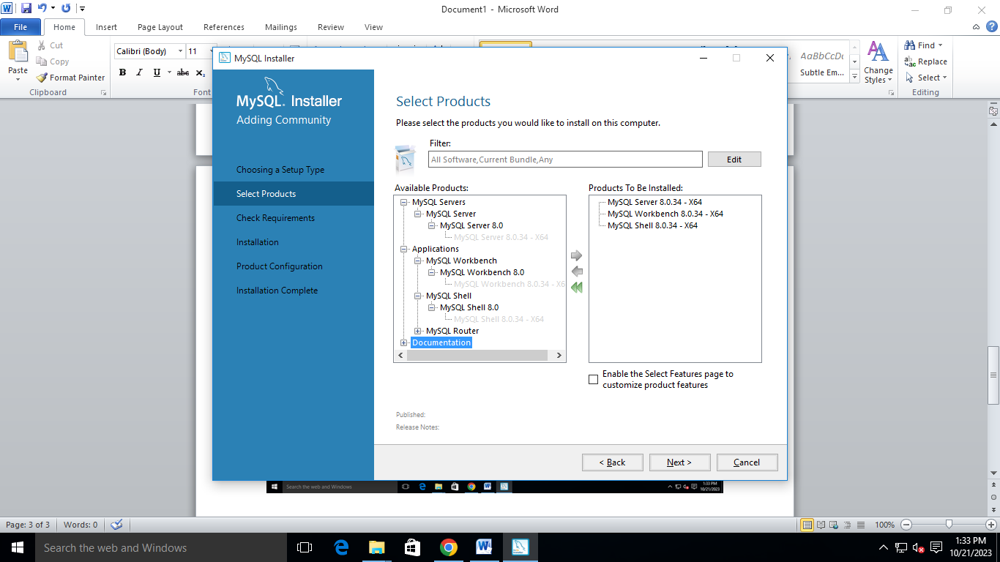 Document1 - Microsoft Word
File Home Insert Page Layout References Mailings Review View
Paste
Cut
Copy
Format Painter
Clipboard
Calibri (Body) 11
B I U abc x₂
Font
AaBbCcDc
Subtle Em...
Change
Styles
Find
Replace
Select
Editing
MySQL Installer
MySQL Installer
Adding Community
Choosing a Setup Type
Select Products
Check Requirements
Installation
Product Configuration
Installation Complete
Select Products
Please select the products you would like to install on this computer.
Filter:
All Software,Current Bundle,Any
Edit
Available Products:
MySQL Servers
MySQL Server
MySQL Server 8.0
MySQL Server 8.0.34 - X64
Applications
MySQL Workbench
MySQL Workbench 8.0
MySQL Workbench 8.0.34 - X6
MySQL Shell
MySQL Shell 8.0
MySQL Shell 8.0.34 - X64
MySQL Router
Documentation
Products To Be Installed:
MySQL Server 8.0.34 - X64
MySQL Workbench 8.0.34 - X64
MySQL Shell 8.0.34 - X64
Enable the Select Features page to
customize product features
Published:
Release Notes:
< Back Next > Cancel
Search the web and Windows
1:33 PM
10/21/2023
Page: 3 of 3 Words: 0 100%
Search the web and Windows
1:33 PM
10/21/2023